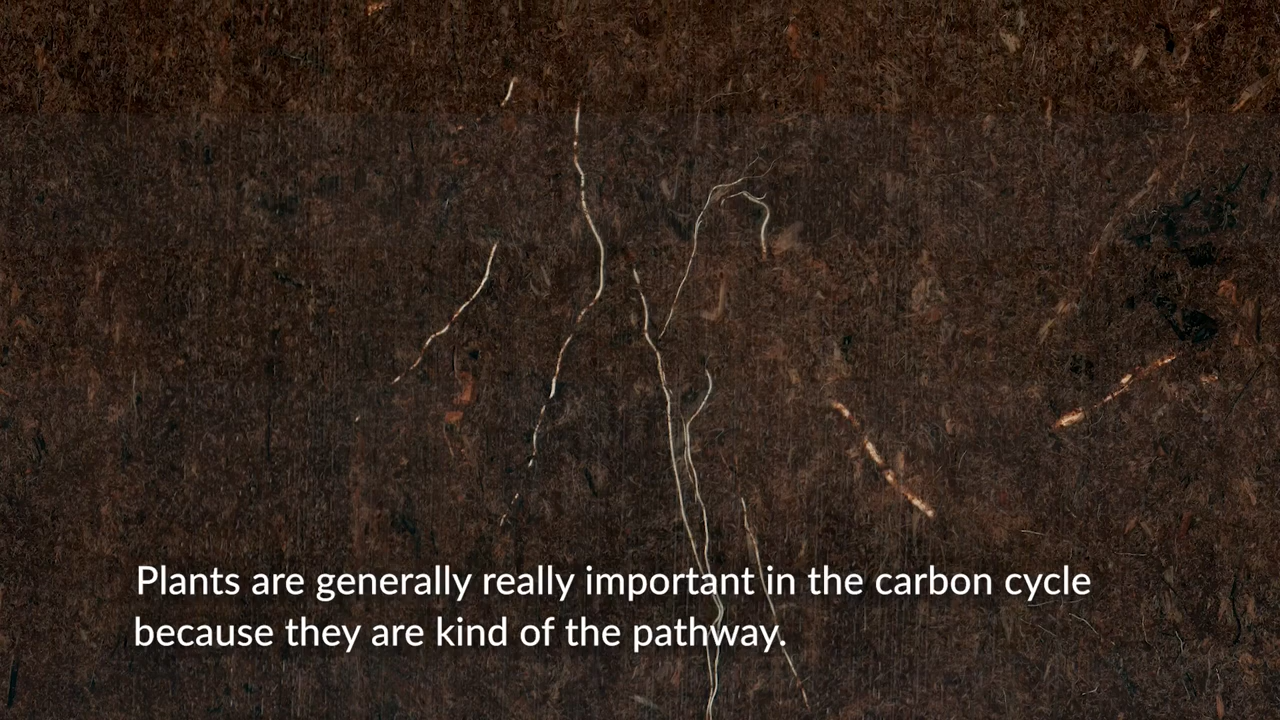 Plants are generally really important in the carbon cycle
because they are kind of the pathway.